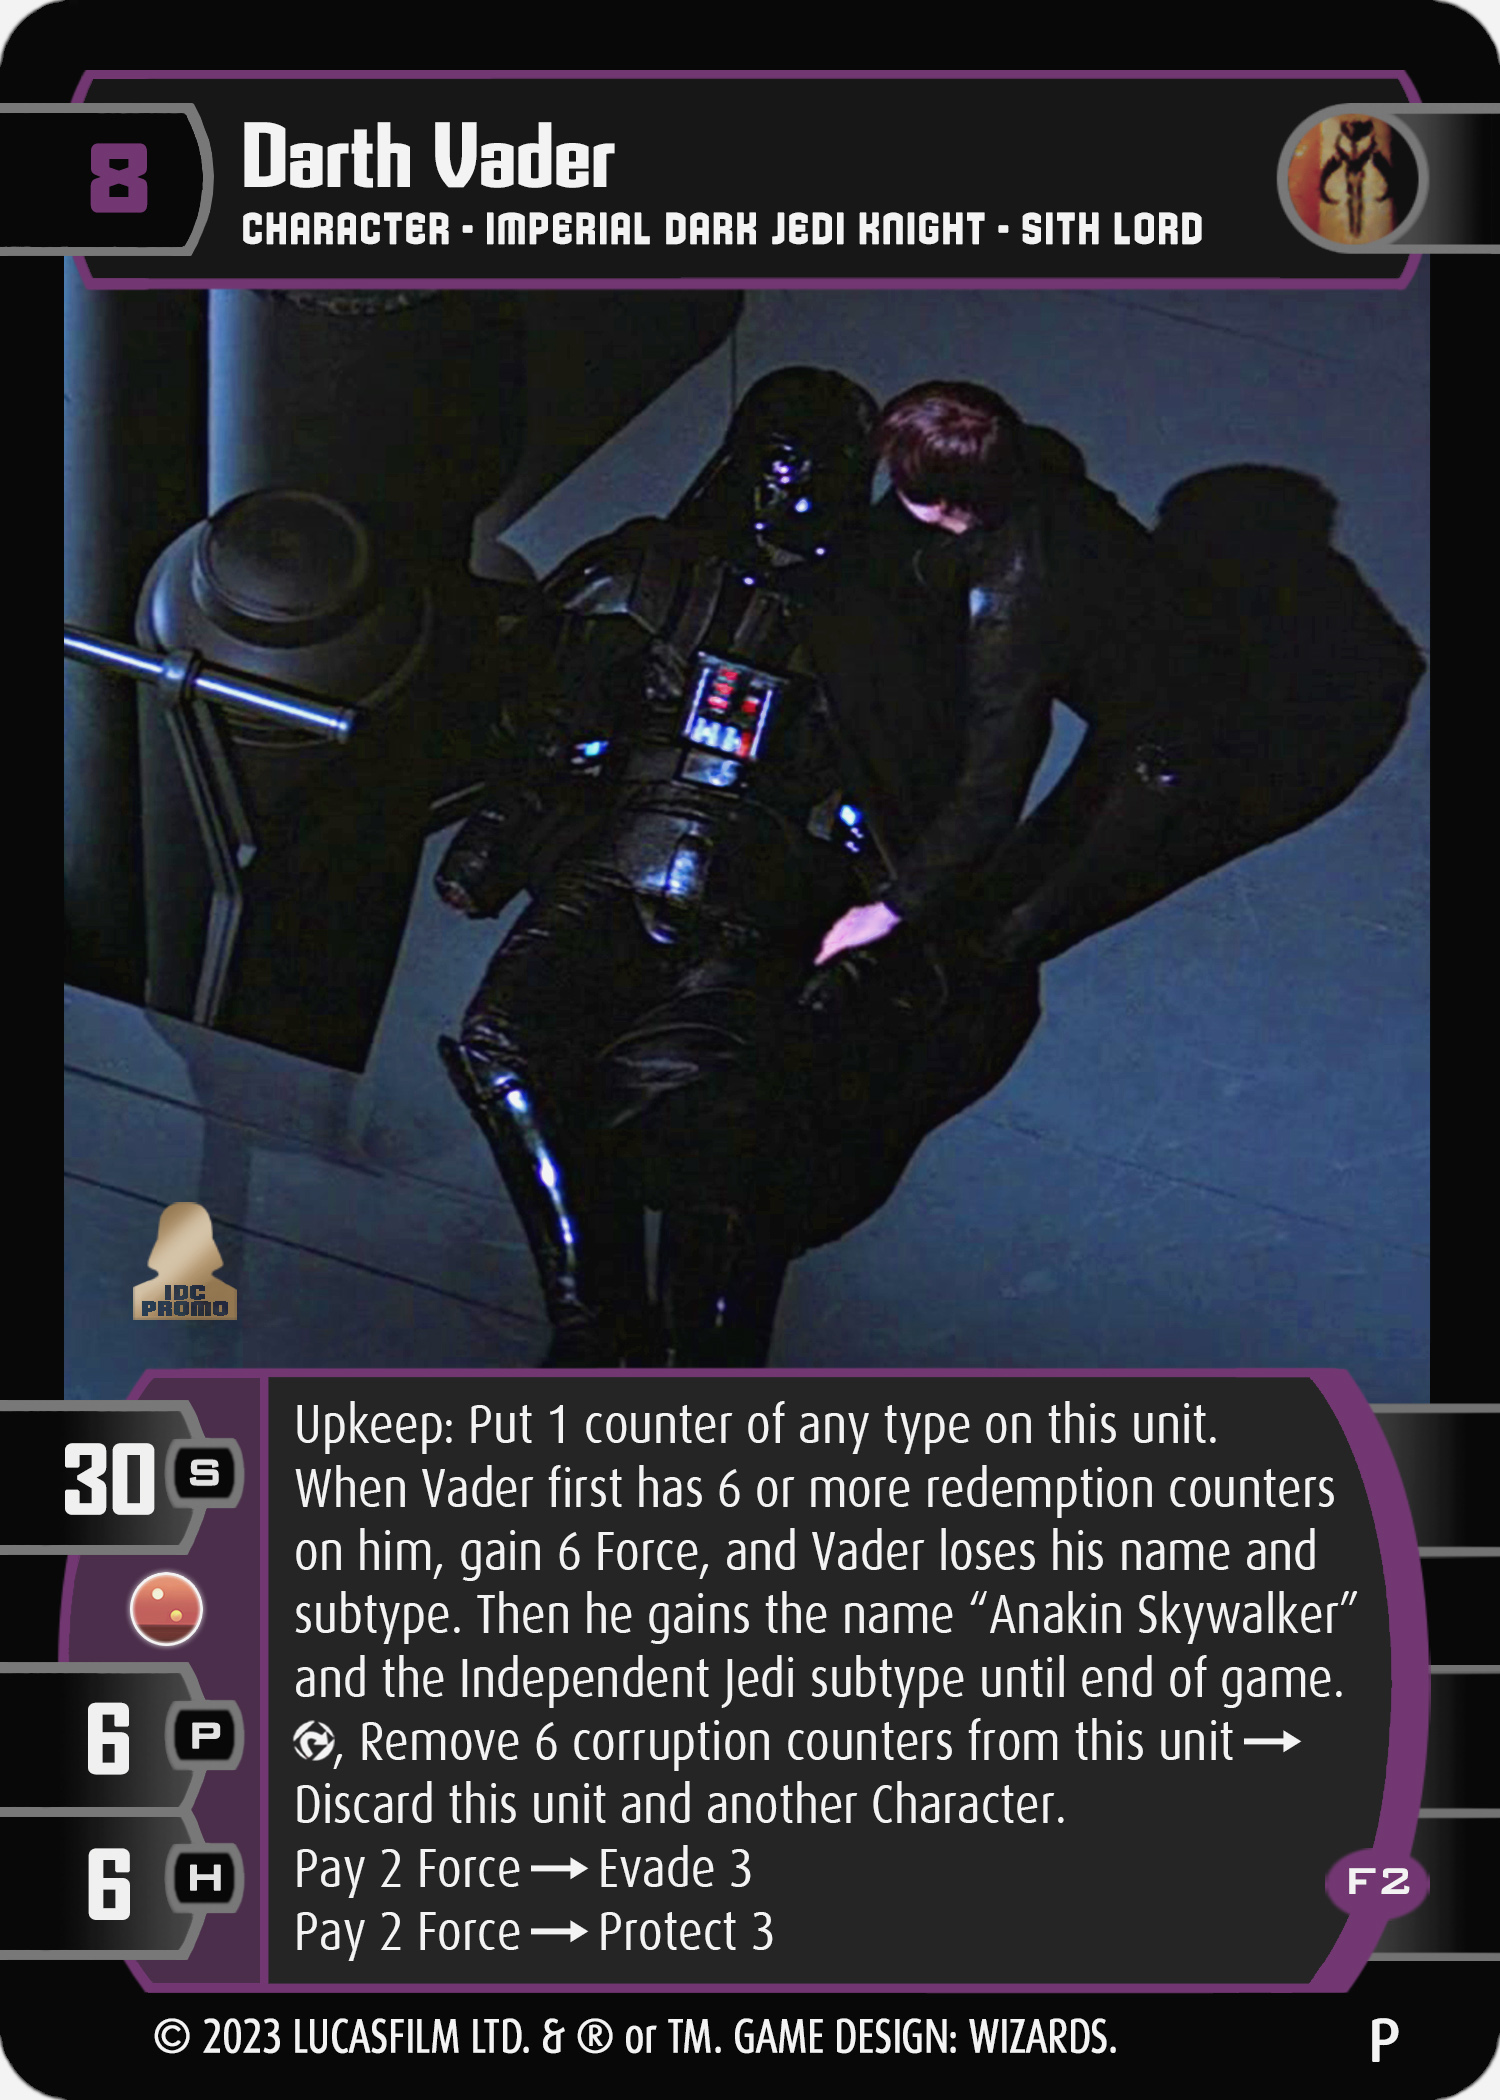 8
Darth Vader
CHARACTER - IMPERIAL DARK JEDI KNIGHT - SITH LORD
IDC
PROMO
30 S
6 P
6 H
Upkeep: Put 1 counter of any type on this unit.
When Vader first has 6 or more redemption counters
on him, gain 6 Force, and Vader loses his name and
subtype. Then he gains the name “Anakin Skywalker”
and the Independent Jedi subtype until end of game.
, Remove 6 corruption counters from this unit →
Discard this unit and another Character.
Pay 2 Force → Evade 3
Pay 2 Force → Protect 3
F2
© 2023 LUCASFILM LTD. & ® or TM. GAME DESIGN: WIZARDS.
P